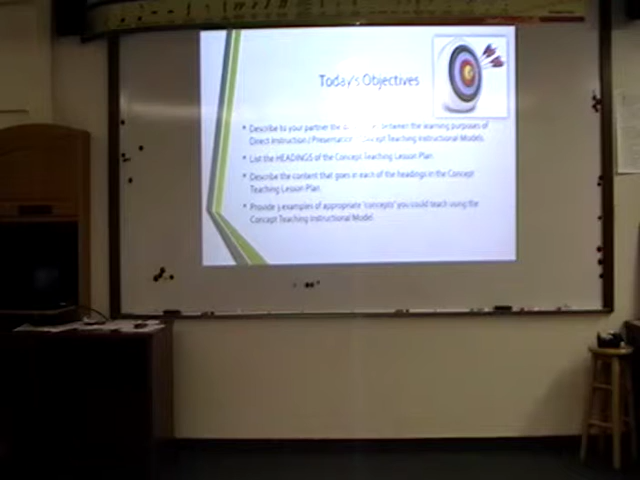 Today's Objectives
• Describe to your partner the between the learning purposes of
Direct Instruction / Presentation Concept Teaching Instructional Models.
• List the HEADINGS of the Concept Teaching Lesson Plan.
• Describe the content that goes in each of the headings in the Concept
Teaching Lesson Plan.
• Provide 3 examples of appropriate 'concepts' you could teach using the
Concept Teaching Instructional Model.